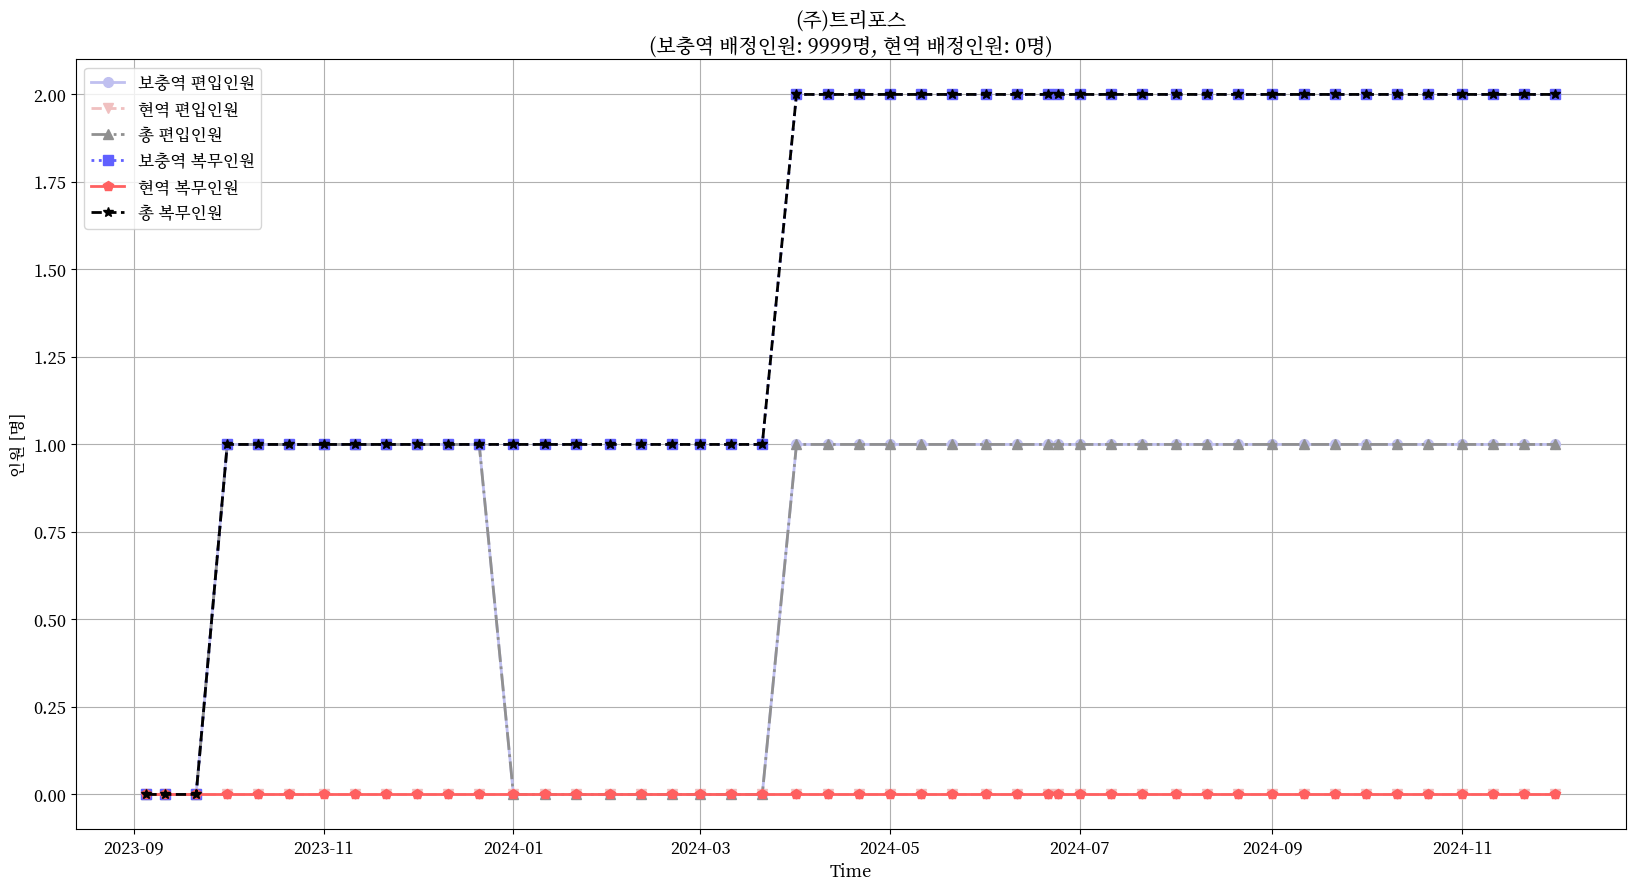 (주)트리포스
(보충역 배정인원: 9999명, 현역 배정인원: 0명)
보충역 편입인원
현역 편입인원
총 편입인원
보충역 복무인원
현역 복무인원
총 복무인원
2.00
1.75
1.50
1.25
1.00
0.75
0.50
0.25
0.00
인원 [명]
2023-09 2023-11 2024-01 2024-03 2024-05 2024-07 2024-09 2024-11
Time